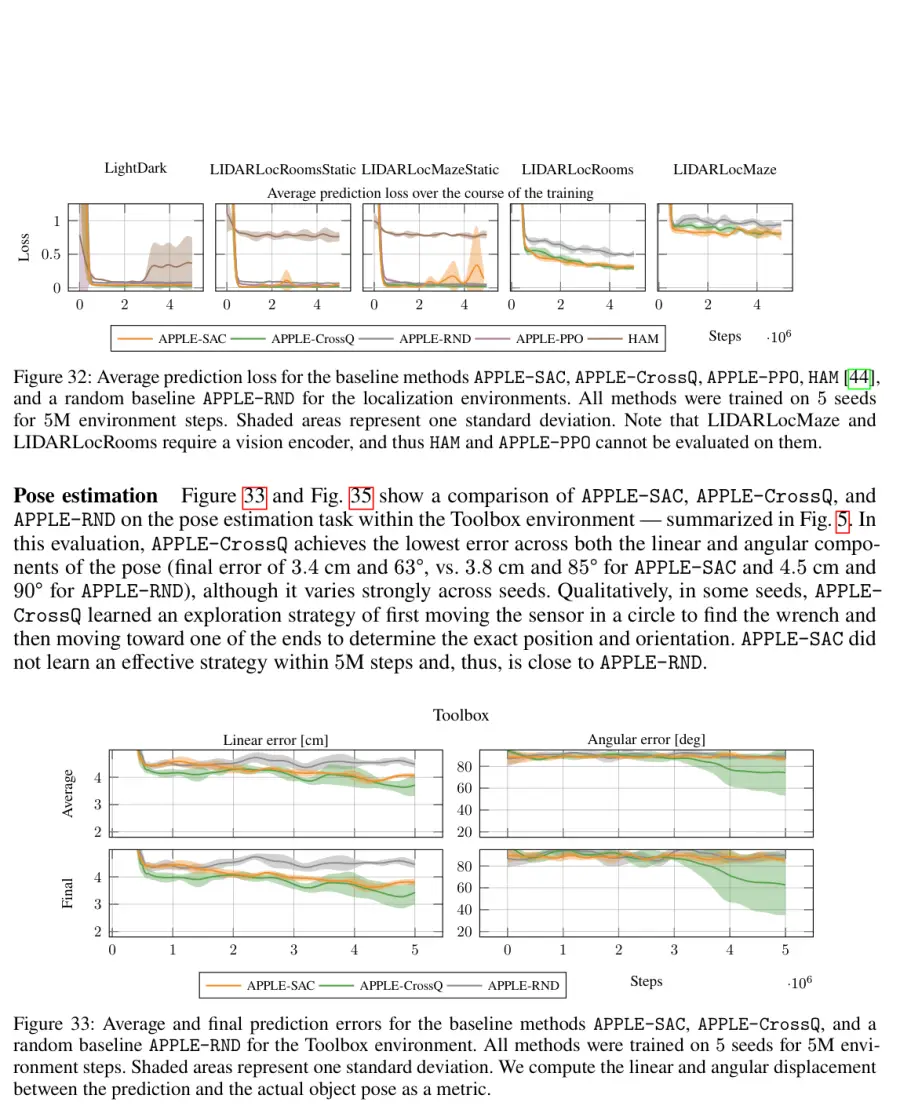 LightDark LIDARLocRoomsStatic LIDARLocMazeStatic LIDARLocRooms LIDARLocMaze
Average prediction loss over the course of the training
Loss
1
0.5
0
0 2 4 0 2 4 0 2 4 0 2 4 0 2 4
APPLE-SAC APPLE-CrossQ APPLE-RND APPLE-PPO HAM Steps ·10⁶
Figure 32: Average prediction loss for the baseline methods APPLE-SAC, APPLE-CrossQ, APPLE-PPO, HAM [44],
and a random baseline APPLE-RND for the localization environments. All methods were trained on 5 seeds
for 5M environment steps. Shaded areas represent one standard deviation. Note that LIDARLocMaze and
LIDARLocRooms require a vision encoder, and thus HAM and APPLE-PPO cannot be evaluated on them.
Pose estimation Figure 33 and Fig. 35 show a comparison of APPLE-SAC, APPLE-CrossQ, and
APPLE-RND on the pose estimation task within the Toolbox environment — summarized in Fig. 5. In
this evaluation, APPLE-CrossQ achieves the lowest error across both the linear and angular compo-
nents of the pose (final error of 3.4 cm and 63°, vs. 3.8 cm and 85° for APPLE-SAC and 4.5 cm and
90° for APPLE-RND), although it varies strongly across seeds. Qualitatively, in some seeds, APPLE-
CrossQ learned an exploration strategy of first moving the sensor in a circle to find the wrench and
then moving toward one of the ends to determine the exact position and orientation. APPLE-SAC did
not learn an effective strategy within 5M steps and, thus, is close to APPLE-RND.
Toolbox
Linear error [cm] Angular error [deg]
Average
4
3
2
80
60
40
20
Final
4
3
2
80
60
40
20
0 1 2 3 4 5 0 1 2 3 4 5
APPLE-SAC APPLE-CrossQ APPLE-RND Steps ·10⁶
Figure 33: Average and final prediction errors for the baseline methods APPLE-SAC, APPLE-CrossQ, and a
random baseline APPLE-RND for the Toolbox environment. All methods were trained on 5 seeds for 5M envi-
ronment steps. Shaded areas represent one standard deviation. We compute the linear and angular displacement
between the prediction and the actual object pose as a metric.